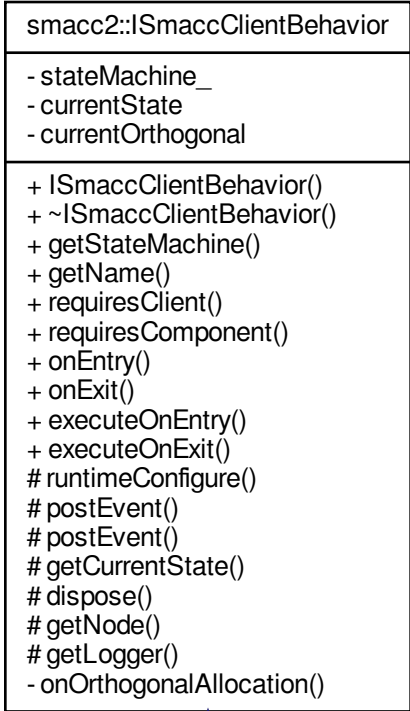 smacc2::ISmaccClientBehavior
- stateMachine_
- currentState
- currentOrthogonal
+ ISmaccClientBehavior()
+ ~ISmaccClientBehavior()
+ getStateMachine()
+ getName()
+ requiresClient()
+ requiresComponent()
+ onEntry()
+ onExit()
+ executeOnEntry()
+ executeOnExit()
# runtimeConfigure()
# postEvent()
# postEvent()
# getCurrentState()
# dispose()
# getNode()
# getLogger()
- onOrthogonalAllocation()